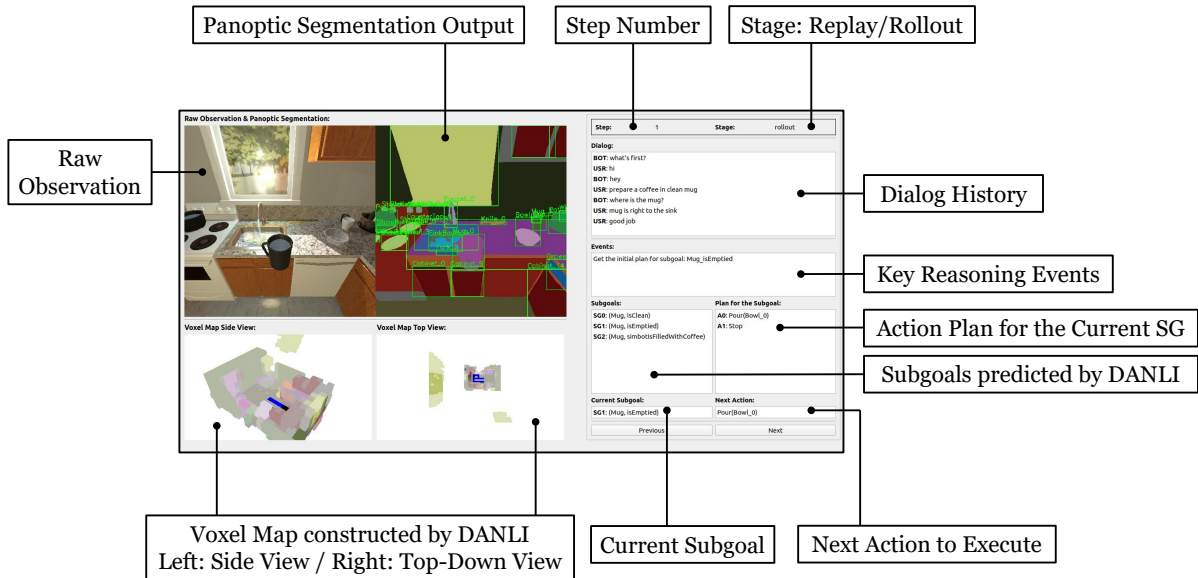 Panoptic Segmentation Output
Step Number
Stage: Replay/Rollout
Raw
Observation
Raw Observation & Panoptic Segmentation:
Faucet_0
Knife_0
Cabinet_0
Step: 1 Stage: rollout
Dialog:
BOT: what's first?
USR: hi
BOT: hey
USR: prepare a coffee in clean mug
BOT: where is the mug?
USR: mug is right to the sink
USR: good job
Dialog History
Events:
Get the initial plan for subgoal: Mug_isEmptied
Key Reasoning Events
Voxel Map Side View:
Voxel Map Top View:
Subgoals:
SG0: (Mug, isClean)
SG1: (Mug, isEmptied)
SG2: (Mug, simbotIsFilledWithCoffee)
Plan for the Subgoal:
A0: Pour(Bowl_0)
A1: Stop
Action Plan for the Current SG
Subgoals predicted by DANLI
Current Subgoal:
SG1: (Mug, isEmptied)
Next Action:
Pour(Bowl_0)
Previous
Next
Voxel Map constructed by DANLI
Left: Side View / Right: Top-Down View
Current Subgoal
Next Action to Execute